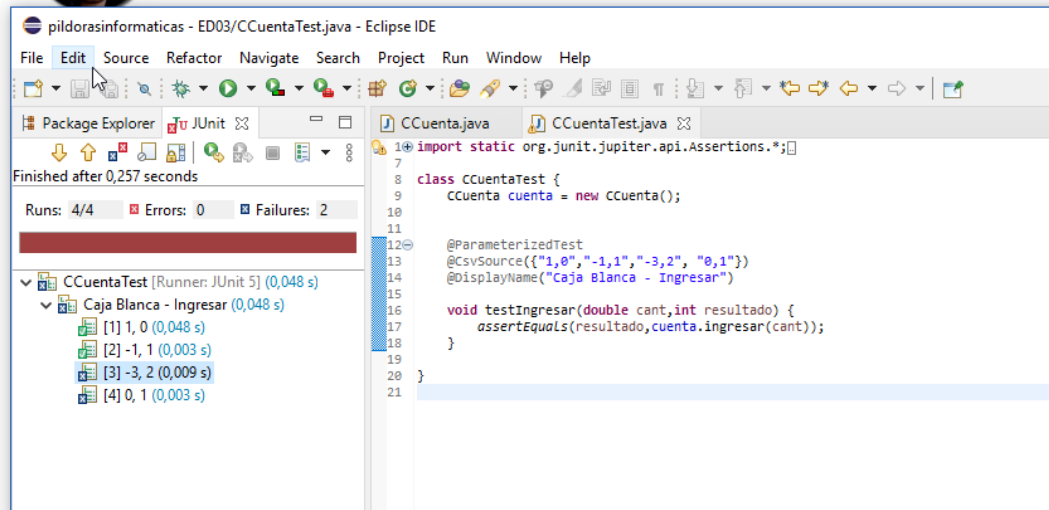 pildorasinformaticas - ED03/CCuentaTest.java - Eclipse IDE
File Edit Source Refactor Navigate Search Project Run Window Help
Package Explorer JUnit
Finished after 0,257 seconds
Runs: 4/4 Errors: 0 Failures: 2
CCuentaTest [Runner: JUnit 5] (0,048 s)
Caja Blanca - Ingresar (0,048 s)
[1] 1, 0 (0,048 s)
[2] -1, 1 (0,003 s)
[3] -3, 2 (0,009 s)
[4] 0, 1 (0,003 s)
CCuenta.java CCuentaTest.java
1 import static org.junit.jupiter.api.Assertions.*;
7
8 class CCuentaTest {
9 CCuenta cuenta = new CCuenta();
10
11
12 @ParameterizedTest
13 @CsvSource({"1,0","-1,1","-3,2", "0,1"})
14 @DisplayName("Caja Blanca - Ingresar")
15
16 void testIngresar(double cant,int resultado) {
17 assertEquals(resultado,cuenta.ingresar(cant));
18 }
19
20 }
21